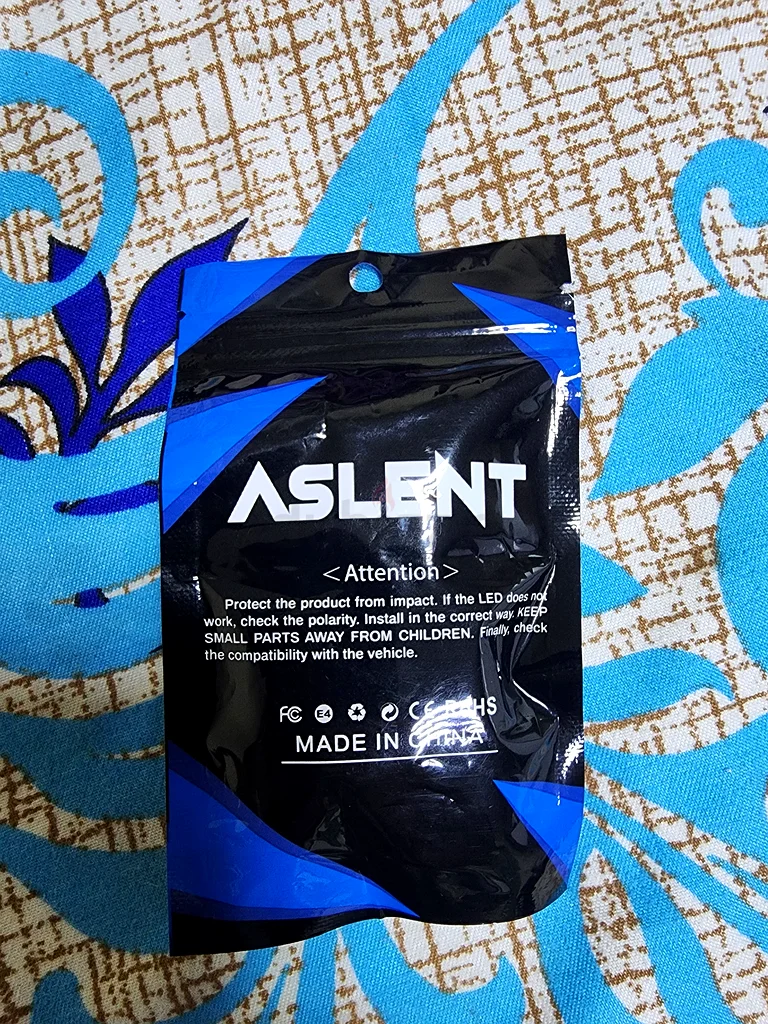 ASLENT
<Attention>
Protect the product from impact. If the LED does not
work, check the polarity. Install in the correct way. KEEP
SMALL PARTS AWAY FROM CHILDREN. Finally, check
the compatibility with the vehicle.
FC E4 CE RAHS
MADE IN CHINA